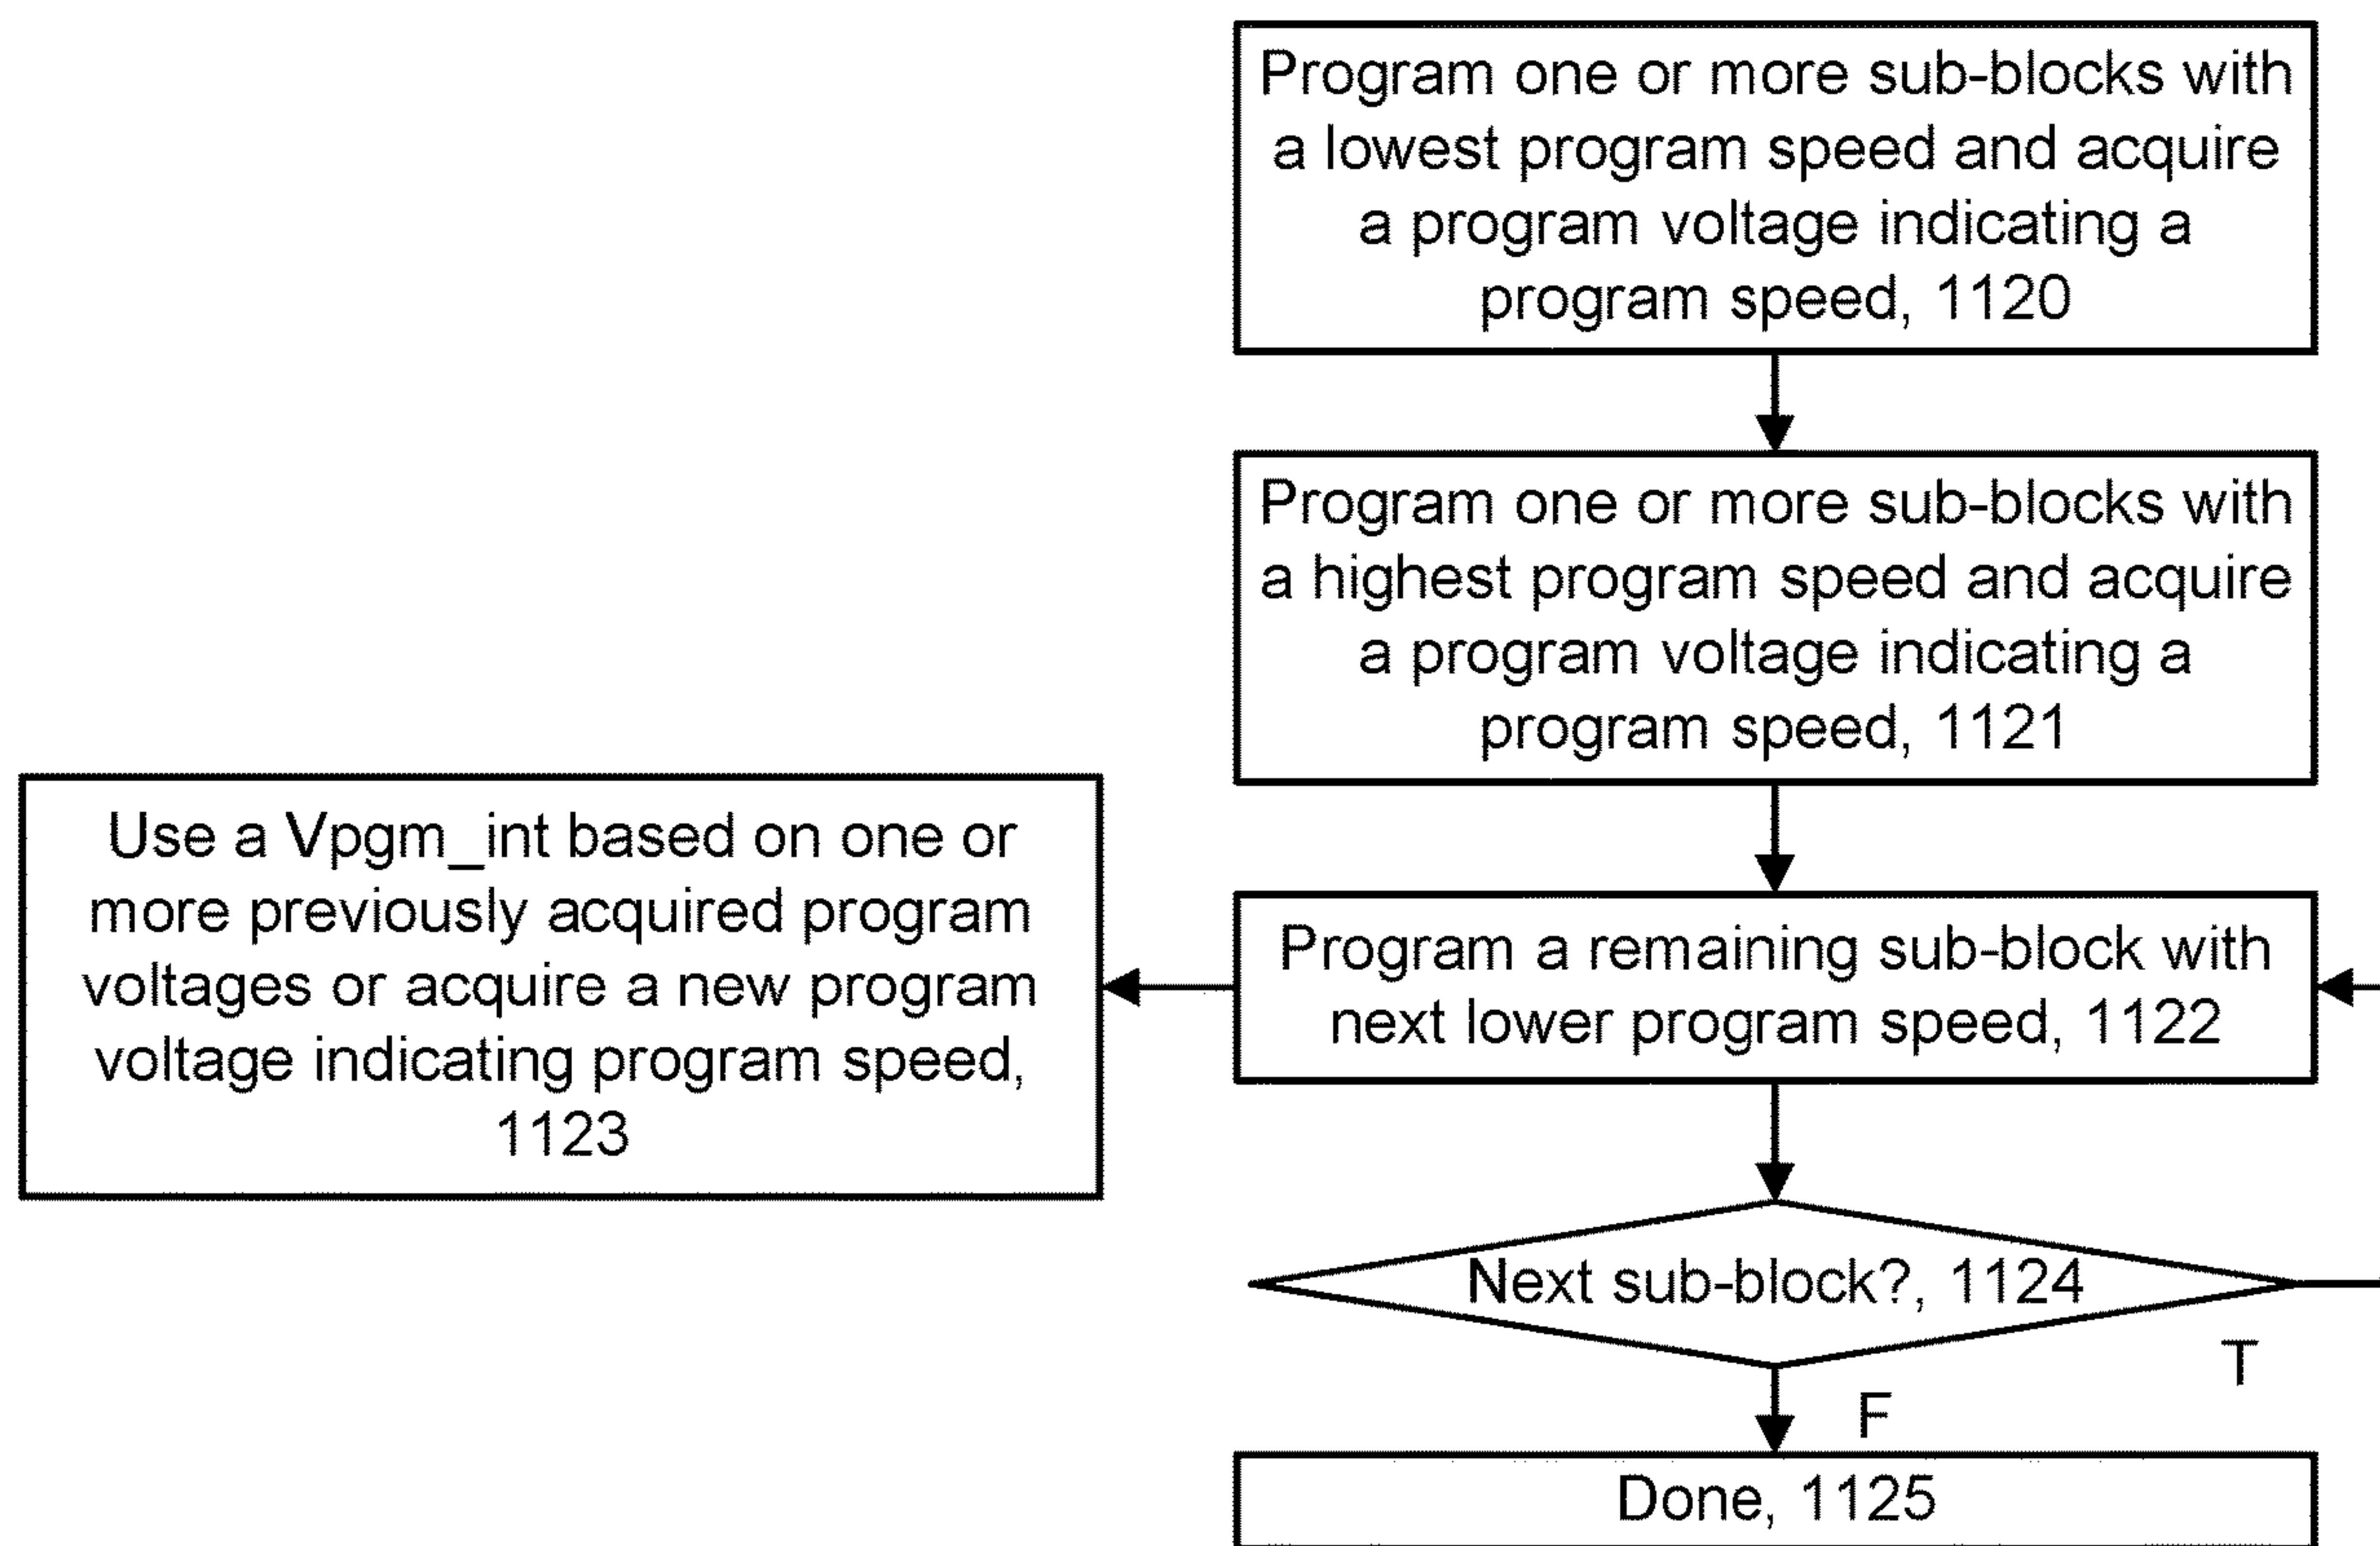 Program one or more sub-blocks with
a lowest program speed and acquire
a program voltage indicating a
program speed, 1120
Program one or more sub-blocks with
a highest program speed and acquire
a program voltage indicating a
program speed, 1121
Use a Vpgm_int based on one or
more previously acquired program
voltages or acquire a new program
voltage indicating program speed,
1123
Program a remaining sub-block with
next lower program speed, 1122
Next sub-block?, 1124
T
F
Done, 1125